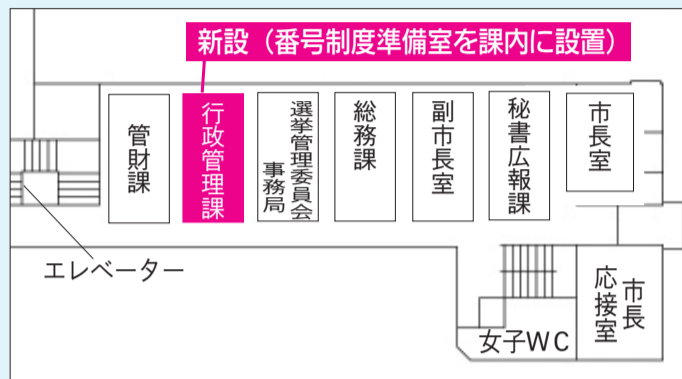 新設（番号制度準備室を課内に設置）
管財課
行政管理課
選挙管理委員会
事務局
総務課
副市長室
秘書広報課
市長室
エレベーター
女子WC
市長
応接室